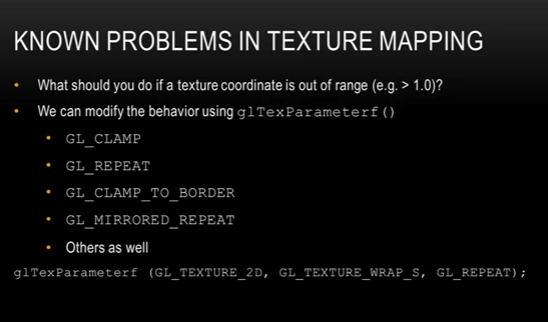 KNOWN PROBLEMS IN TEXTURE MAPPING
• What should you do if a texture coordinate is out of range (e.g. > 1.0)?
• We can modify the behavior using glTexParameterf()
• GL_CLAMP
• GL_REPEAT
• GL_CLAMP_TO_BORDER
• GL_MIRRORED_REPEAT
• Others as well
glTexParameterf (GL_TEXTURE_2D, GL_TEXTURE_WRAP_S, GL_REPEAT);